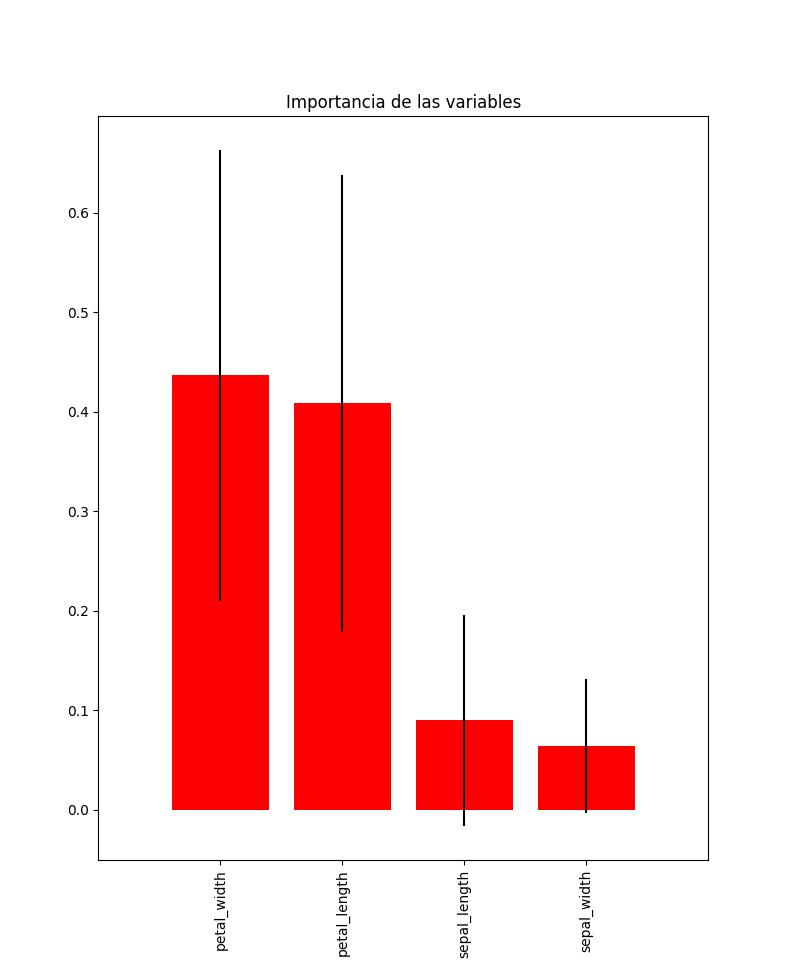 Importancia de las variables
0.6
0.5
0.4
0.3
0.2
0.1
0.0
petal_width
petal_length
sepal_length
sepal_width